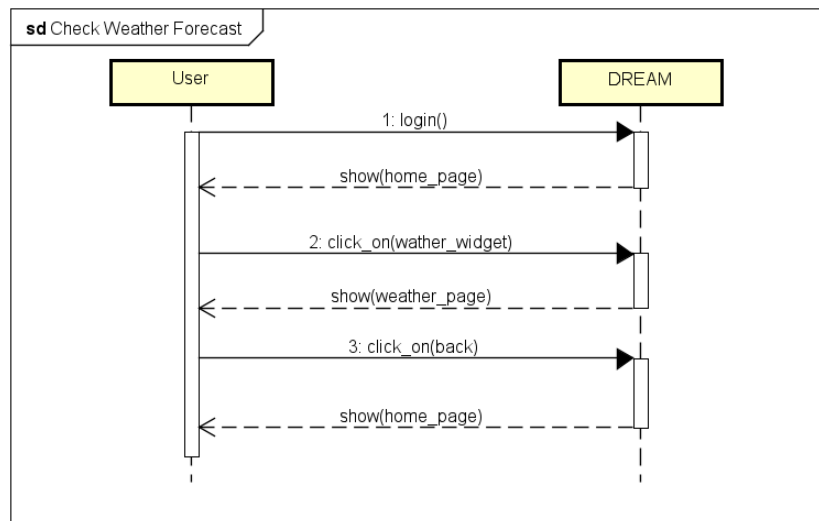 sd Check Weather Forecast
User
DREAM
1: login()
show(home_page)
2: click_on(wather_widget)
show(weather_page)
3: click_on(back)
show(home_page)